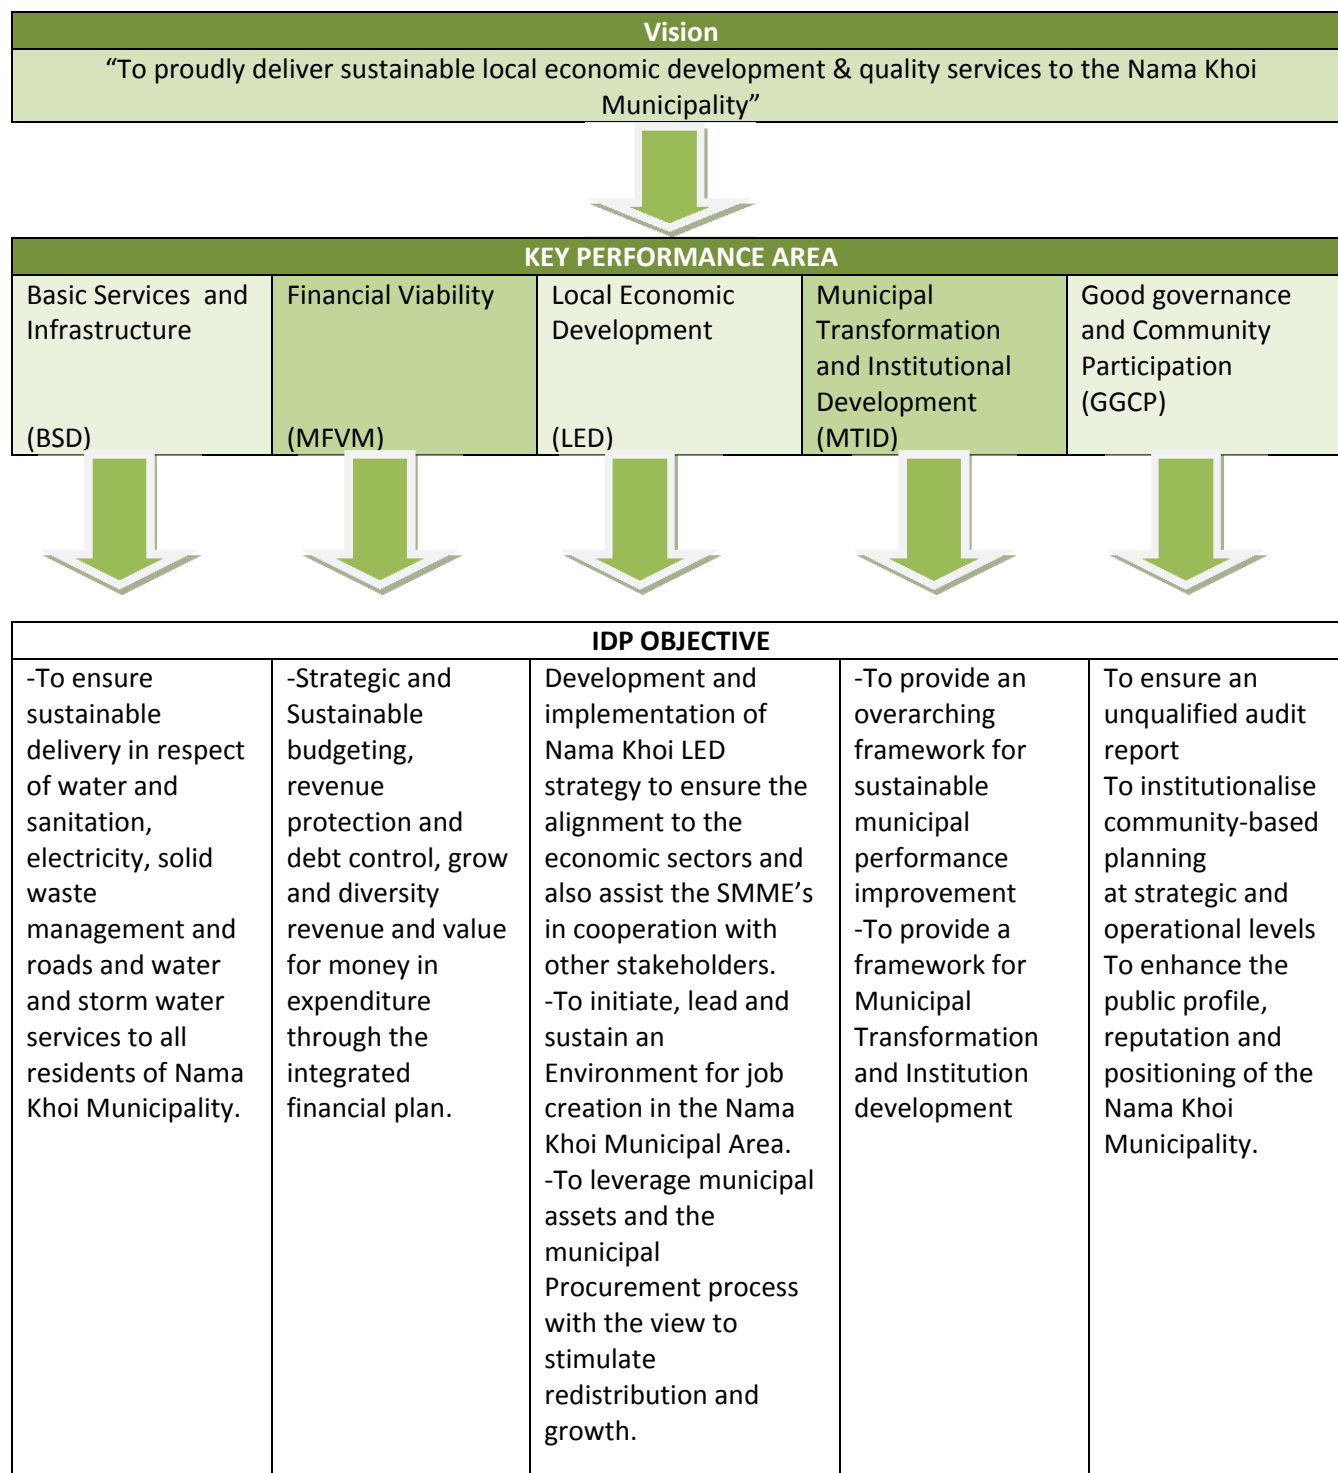 Vision
“To proudly deliver sustainable local economic development & quality services to the Nama Khoi
Municipality”
KEY PERFORMANCE AREA
Basic Services and
Infrastructure
(BSD)
Financial Viability
(MFVM)
Local Economic
Development
(LED)
Municipal
Transformation
and Institutional
Development
(MTID)
Good governance
and Community
Participation
(GGCP)
IDP OBJECTIVE
-To ensure
sustainable
delivery in respect
of water and
sanitation,
electricity, solid
waste
management and
roads and water
and storm water
services to all
residents of Nama
Khoi Municipality.
-Strategic and
Sustainable
budgeting,
revenue
protection and
debt control, grow
and diversity
revenue and value
for money in
expenditure
through the
integrated
financial plan.
Development and
implementation of
Nama Khoi LED
strategy to ensure the
alignment to the
economic sectors and
also assist the SMME’s
in cooperation with
other stakeholders.
-To initiate, lead and
sustain an
Environment for job
creation in the Nama
Khoi Municipal Area.
-To leverage municipal
assets and the
municipal
Procurement process
with the view to
stimulate
redistribution and
growth.
-To provide an
overarching
framework for
sustainable
municipal
performance
improvement
-To provide a
framework for
Municipal
Transformation
and Institution
development
To ensure an
unqualified audit
report
To institutionalise
community-based
planning
at strategic and
operational levels
To enhance the
public profile,
reputation and
positioning of the
Nama Khoi
Municipality.